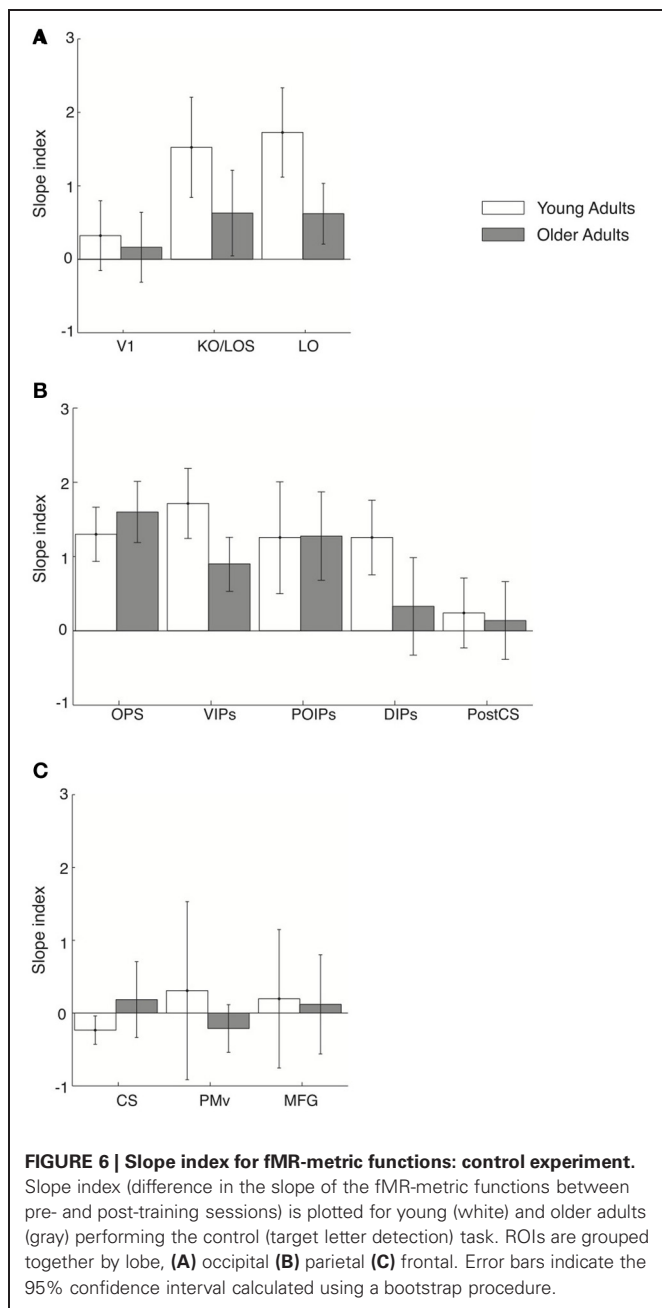 A
3
2
1
0
-1
Slope index
V1 KO/LOS LO
Young Adults
Older Adults
B
3
2
1
0
-1
Slope index
OPS VIPs POIPs DIPs PostCS
C
3
2
1
0
-1
Slope index
CS PMv MFG
FIGURE 6 | Slope index for fMR-metric functions: control experiment.
Slope index (difference in the slope of the fMR-metric functions between
pre- and post-training sessions) is plotted for young (white) and older adults
(gray) performing the control (target letter detection) task. ROIs are grouped
together by lobe, (A) occipital (B) parietal (C) frontal. Error bars indicate the
95% confidence interval calculated using a bootstrap procedure.